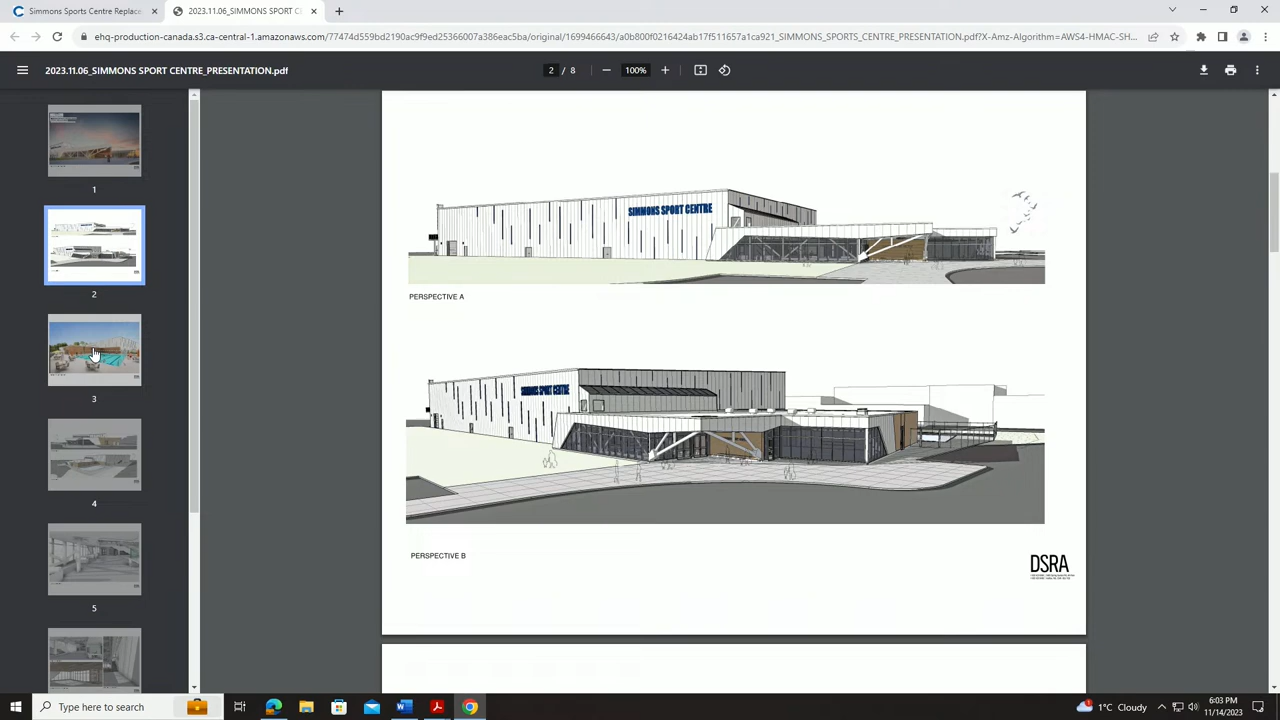 Simmons Sports Centre Replac
2023.11.06_SIMMONS SPORT C
ehq-production-canada.s3.ca-central-1.amazonaws.com/77474d559bd2190ac9f9ed25366007a386eac5ba/original/1699466643/a0b800f0216424ab17f511657a1ca921_SIMMONS_SPORTS_CENTRE_PRESENTATION.pdf?X-Amz-Algorithm=AWS4-HMAC-SH...
2023.11.06_SIMMONS SPORT CENTRE_PRESENTATION.pdf
2 / 8
100%
1
2
3
4
5
SIMMONS SPORT CENTRE
PERSPECTIVE A
SIMMONS SPORT CENTRE
PERSPECTIVE B
DSRA
Type here to search
1°C Cloudy
6:03 PM
11/14/2023